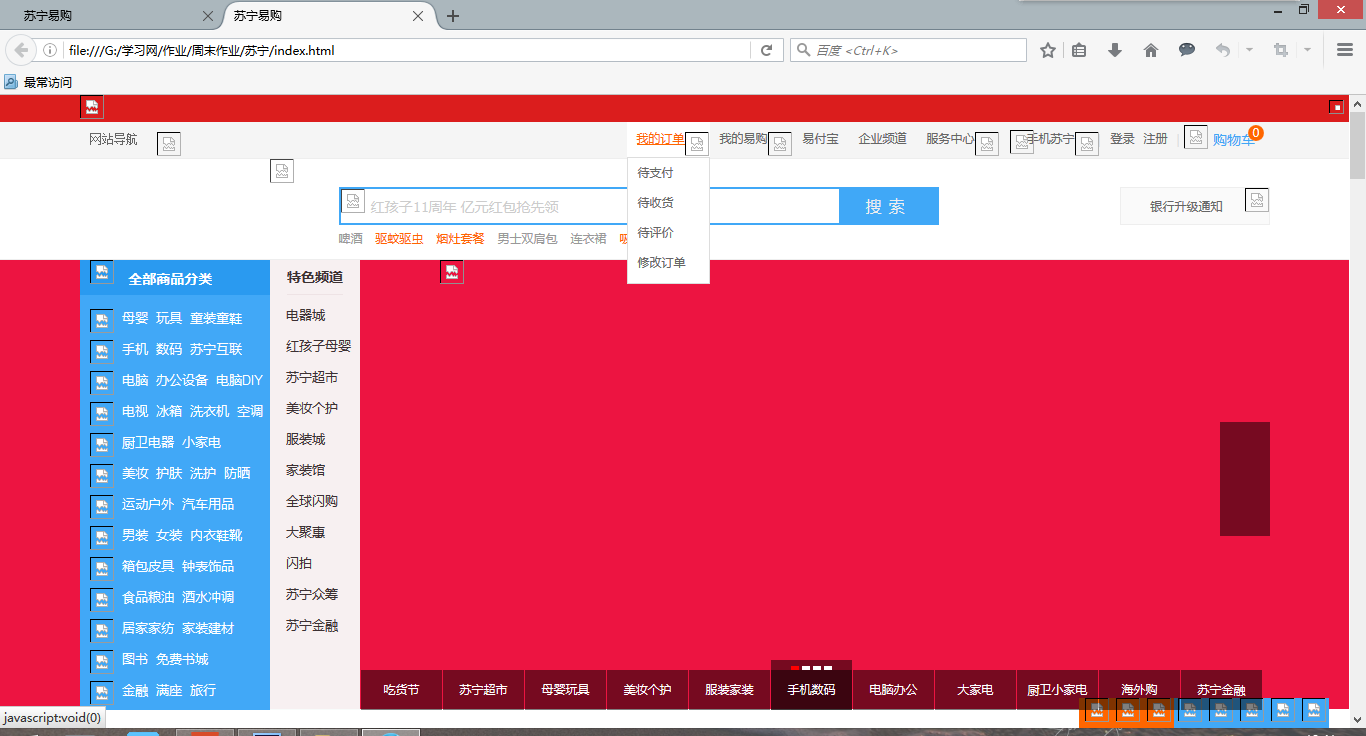 苏宁易购 苏宁易购
file:///G:/学习网/作业/周末作业/苏宁/index.html 百度 <Ctrl+K>
最常访问
网站导航 我的订单 我的易购 易付宝 企业频道 服务中心 手机苏宁 登录 注册 购物车 0
待支付
待收货
待评价
修改订单
红孩子11周年 亿元红包抢先领 搜 索 银行升级通知
啤酒 驱蚊驱虫 烟灶套餐 男士双肩包 连衣裙
全部商品分类
母婴 玩具 童装童鞋
手机 数码 苏宁互联
电脑 办公设备 电脑DIY
电视 冰箱 洗衣机 空调
厨卫电器 小家电
美妆 护肤 洗护 防晒
运动户外 汽车用品
男装 女装 内衣鞋靴
箱包皮具 钟表饰品
食品粮油 酒水冲调
居家家纺 家装建材
图书 免费书城
金融 满座 旅行
特色频道
电器城
红孩子母婴
苏宁超市
美妆个护
服装城
家装馆
全球闪购
大聚惠
闪拍
苏宁众筹
苏宁金融
吃货节 苏宁超市 母婴玩具 美妆个护 服装家装 手机数码 电脑办公 大家电 厨卫小家电 海外购 苏宁金融
javascript:void(0)